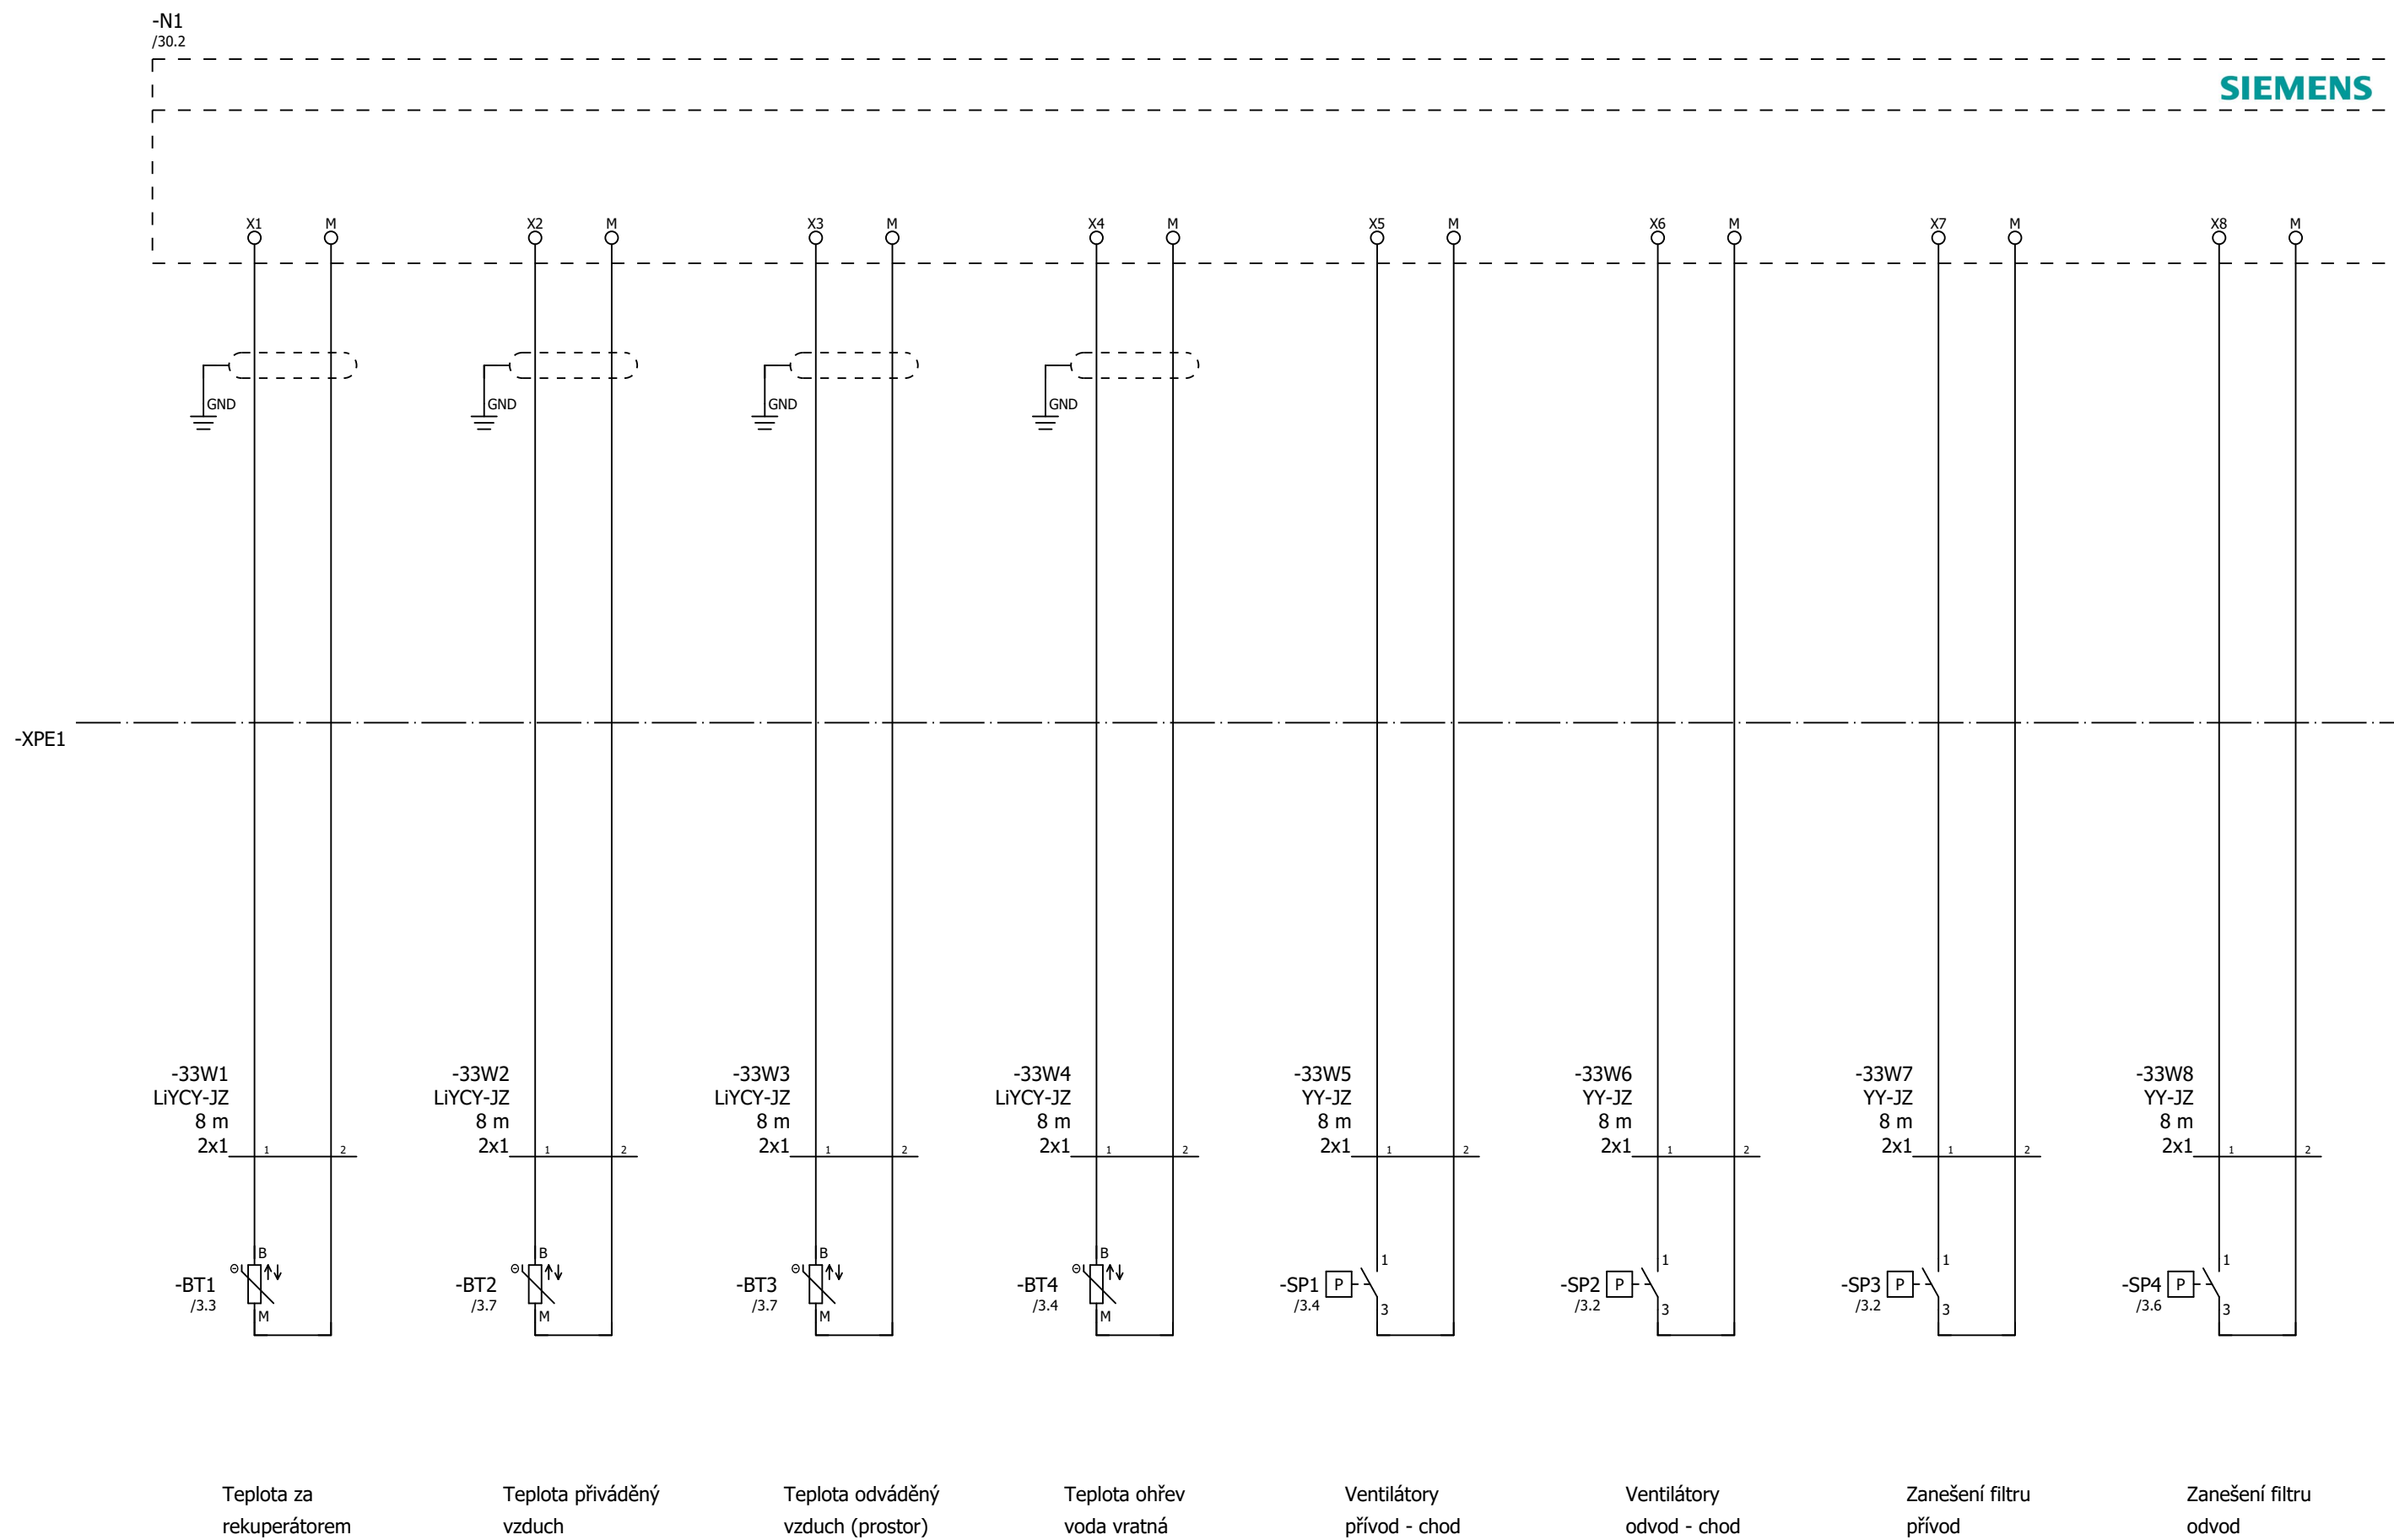 -N1
/30.2
SIEMENS
X1 M X2 M X3 M X4 M X5 M X6 M X7 M X8 M
GND GND GND GND
-XPE1
-33W1 -33W2 -33W3 -33W4 -33W5 -33W6 -33W7 -33W8
LiYCY-JZ LiYCY-JZ LiYCY-JZ LiYCY-JZ YY-JZ YY-JZ YY-JZ YY-JZ
8 m 8 m 8 m 8 m 8 m 8 m 8 m 8 m
2x1 1 2 2x1 1 2 2x1 1 2 2x1 1 2 2x1 1 2 2x1 1 2 2x1 1 2 2x1 1 2
B B B B 1 1 1 1
-BT1 Θ -BT2 Θ -BT3 Θ -BT4 Θ -SP1 P -SP2 P -SP3 P -SP4 P
/3.3 /3.7 /3.7 /3.4 /3.4 /3.2 /3.2 /3.6
M M M M 3 3 3 3
Teplota za Teplota přiváděný Teplota odváděný Teplota ohřev Ventilátory Ventilátory Zanešení filtru Zanešení filtru
rekuperátorem vzduch vzduch (prostor) voda vratná přívod - chod odvod - chod přívod odvod